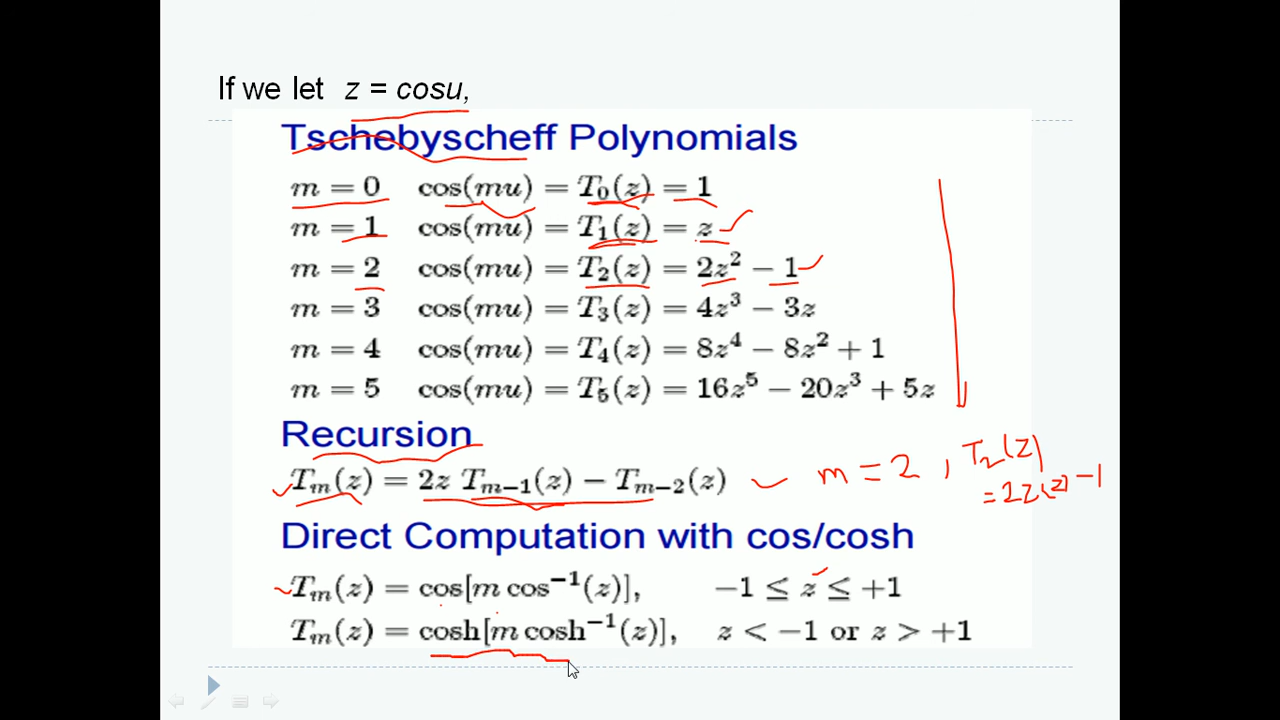 If we let z = cosu,
Tschebyscheff Polynomials
m = 0 cos(mu) = T₀(z) = 1
m = 1 cos(mu) = T₁(z) = z
m = 2 cos(mu) = T₂(z) = 2z² − 1
m = 3 cos(mu) = T₃(z) = 4z³ − 3z
m = 4 cos(mu) = T₄(z) = 8z⁴ − 8z² + 1
m = 5 cos(mu) = T₅(z) = 16z⁵ − 20z³ + 5z
Recursion
Tₘ(z) = 2z Tₘ₋₁(z) − Tₘ₋₂(z)
m = 2, T₂(z)
= 2z(z) − 1
Direct Computation with cos/cosh
Tₘ(z) = cos[m cos⁻¹(z)], −1 ≤ z ≤ +1
Tₘ(z) = cosh[m cosh⁻¹(z)], z < −1 or z > +1